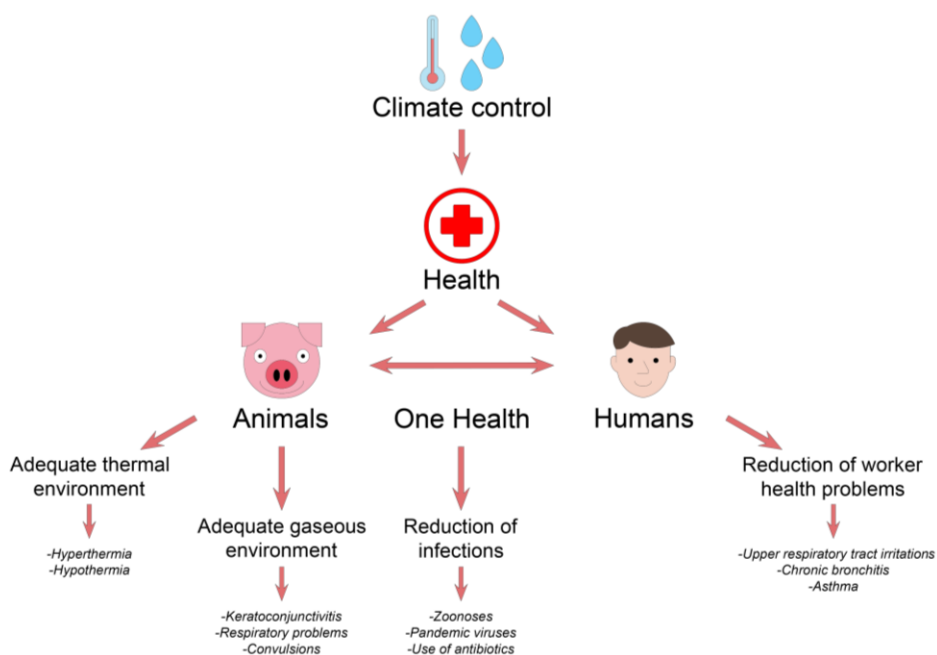 Climate control
Health
Animals
One Health
Humans
Adequate thermal
environment
-Hyperthermia
-Hypothermia
Adequate gaseous
environment
-Keratoconjunctivitis
-Respiratory problems
-Convulsions
Reduction of
infections
-Zoonoses
-Pandemic viruses
-Use of antibiotics
Reduction of worker
health problems
-Upper respiratory tract irritations
-Chronic bronchitis
-Asthma